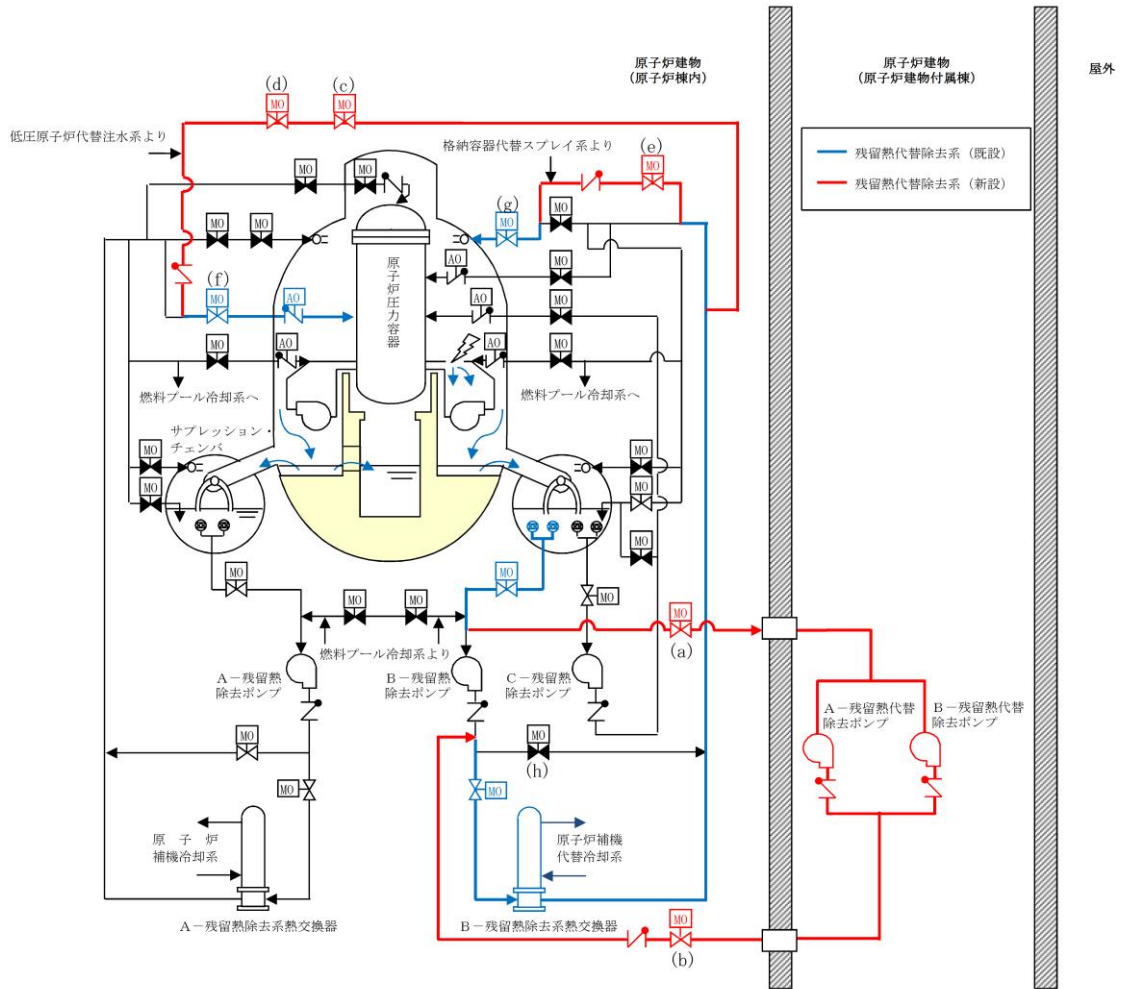 原子炉建物
(原子炉棟内)
原子炉建物
(原子炉建物付属棟)
屋外
(d)
(c)
MO
MO
低圧原子炉代替注水系より
格納容器代替スプレイ系より
(e)
MO
残留熱代替除去系（既設）
残留熱代替除去系（新設）
MO
MO
(g)
MO
MO
MO
MO
原子炉圧力容器
AO
MO
(f)
MO
AO
AO
MO
MO
AO
AO
MO
燃料プール冷却系へ
燃料プール冷却系へ
サプレッション・
チェンバ
MO
MO
MO
MO
MO
MO
MO
MO
MO
MO
MO
(a)
燃料プール冷却系より
A－残留熱
除去ポンプ
B－残留熱
除去ポンプ
C－残留熱
除去ポンプ
A－残留熱代替
除去ポンプ
B－残留熱代替
除去ポンプ
MO
MO
(h)
MO
MO
原子炉
補機冷却系
原子炉補機
代替冷却系
A－残留熱除去系熱交換器
B－残留熱除去系熱交換器
MO
(b)